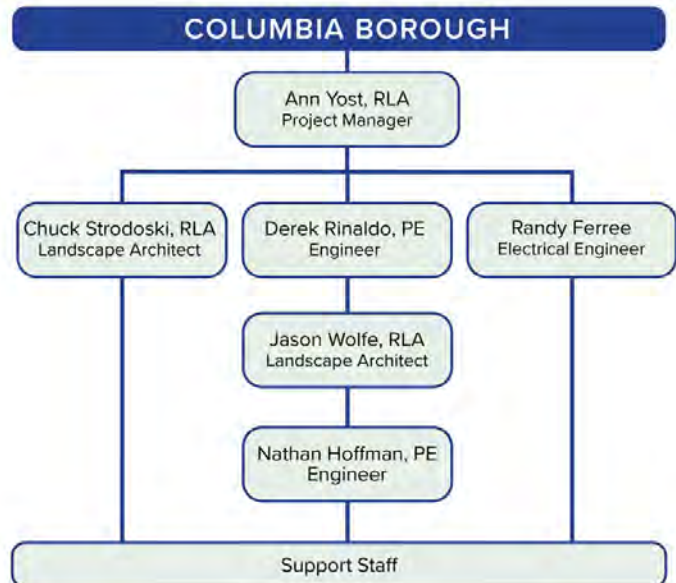 COLUMBIA BOROUGH
Ann Yost, RLA
Project Manager
Chuck Strodoski, RLA
Landscape Architect
Derek Rinaldo, PE
Engineer
Randy Ferree
Electrical Engineer
Jason Wolfe, RLA
Landscape Architect
Nathan Hoffman, PE
Engineer
Support Staff